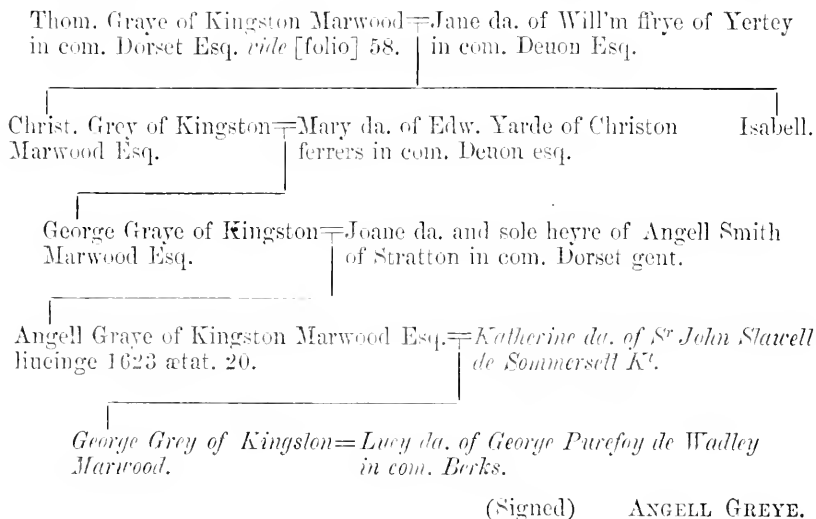 Thom. Graye of Kingston Marwood=Jane da. of Will'm ffrye of Yertey
in com. Dorset Esq. vide [folio] 58. in com. Deuon Esq.
Christ. Grey of Kingston=Mary da. of Edw. Yarde of Christon Isabell.
Marwood Esq. ferrers in com. Deuon esq.
George Graye of Kingston=Joane da. and sole heyre of Angell Smith
Marwood Esq. of Stratton in com. Dorset gent.
Angell Graye of Kingston Marwood Esq.=Katherine da. of Sr John Slawell
liueinge 1623 ætat. 20. de Sommersett Kt.
George Grey of Kingston=Lucy da. of George Purefoy de Wadley
Marwood. in com. Berks.
(Signed) ANGELL GREYE.